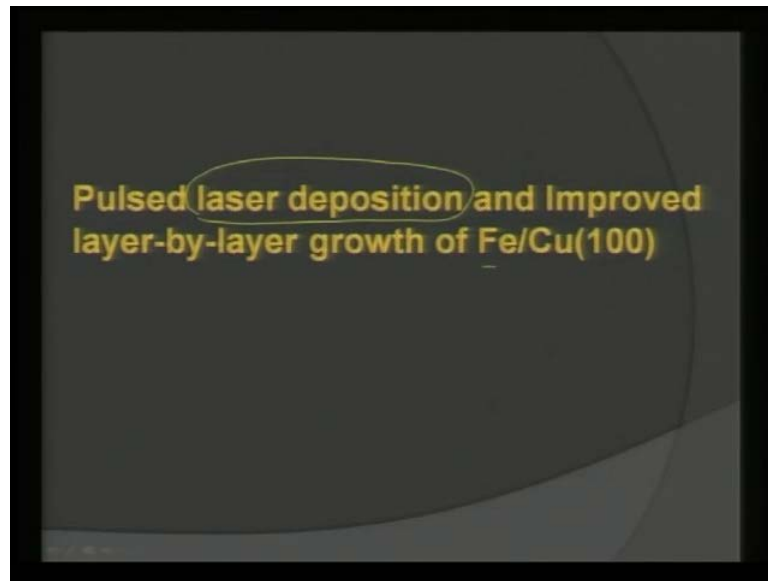 Pulsed laser deposition and Improved
layer-by-layer growth of Fe/Cu(100)